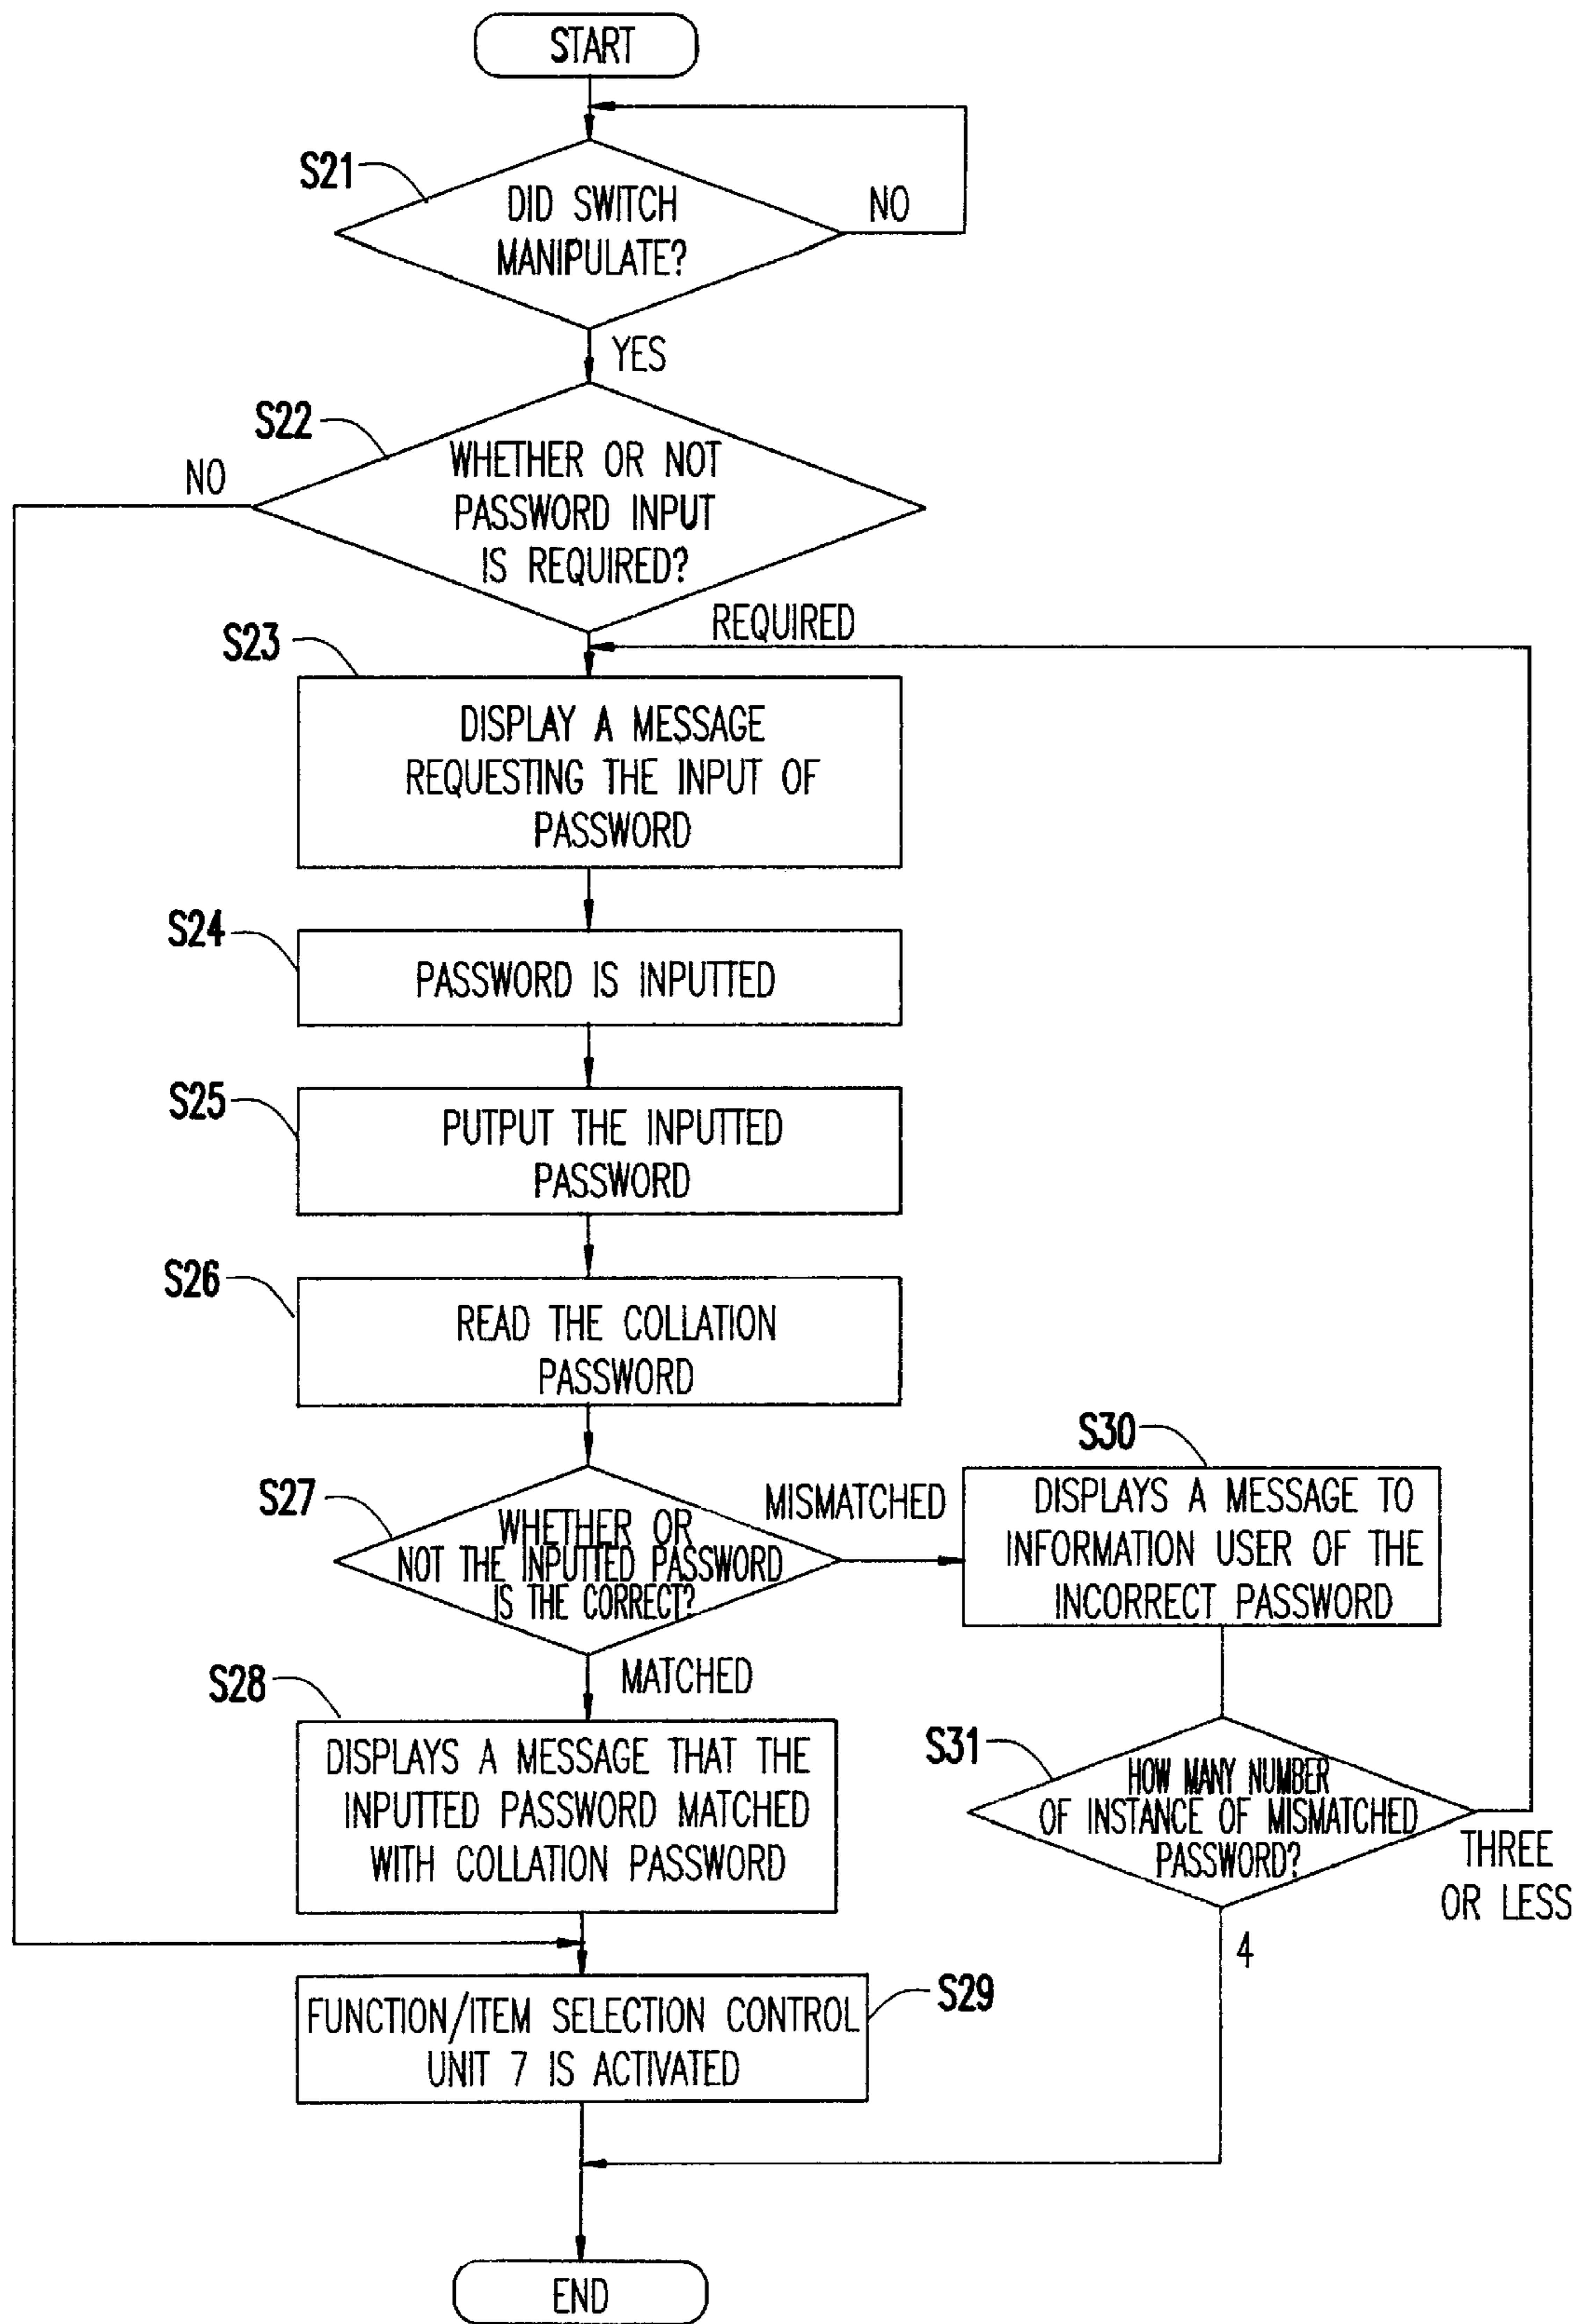 START
S21
DID SWITCH
MANIPULATE?
NO
YES
S22
WHETHER OR NOT
PASSWORD INPUT
IS REQUIRED?
NO
REQUIRED
S23
DISPLAY A MESSAGE
REQUESTING THE INPUT OF
PASSWORD
S24
PASSWORD IS INPUTTED
S25
PUTPUT THE INPUTTED
PASSWORD
S26
READ THE COLLATION
PASSWORD
S27
WHETHER OR
NOT THE INPUTTED PASSWORD
IS THE CORRECT?
MISMATCHED
S30
DISPLAYS A MESSAGE TO
INFORMATION USER OF THE
INCORRECT PASSWORD
MATCHED
S28
DISPLAYS A MESSAGE THAT THE
INPUTTED PASSWORD MATCHED
WITH COLLATION PASSWORD
S31
HOW MANY NUMBER
OF INSTANCE OF MISMATCHED
PASSWORD?
THREE
OR LESS
4
S29
FUNCTION/ITEM SELECTION CONTROL
UNIT 7 IS ACTIVATED
END